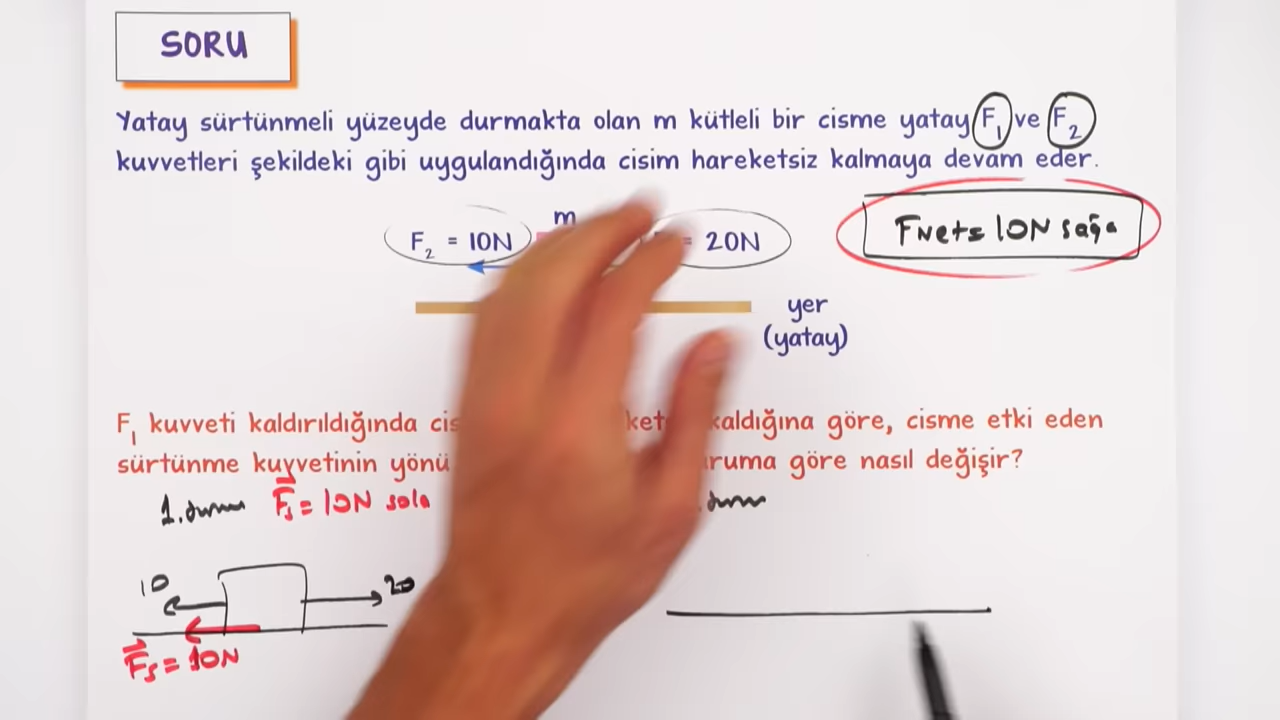 SORU
Yatay sürtünmeli yüzeyde durmakta olan m kütleli bir cisme yatay F₁ ve F₂
kuvvetleri şekildeki gibi uygulandığında cisim hareketsiz kalmaya devam eder.
m
F₂ = 10N = 20N
Fnet = 10N sağa
yer
(yatay)
F₁ kuvveti kaldırıldığında kaldığına göre, cisme etki eden
sürtünme kuvvetinin yönü göre nasıl değişir?
1.durum Fs = 10N sola durum
10 20
Fs = 10N